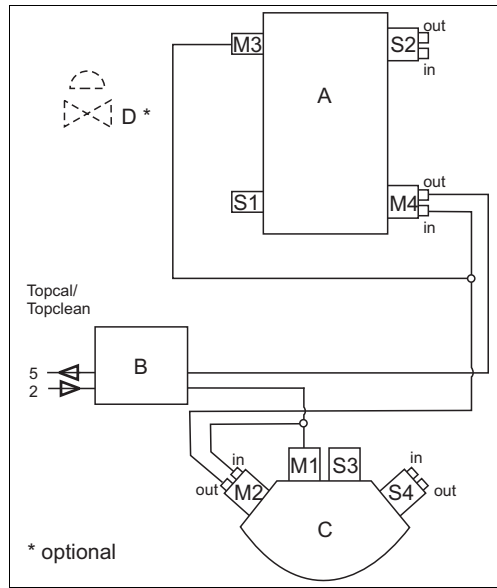 out
M3
S2
in
A
D *
out
S1
M4
in
Topcal/
Topclean
B
5
2
in
M1
S3
in
out
M2
S4
out
C
* optional